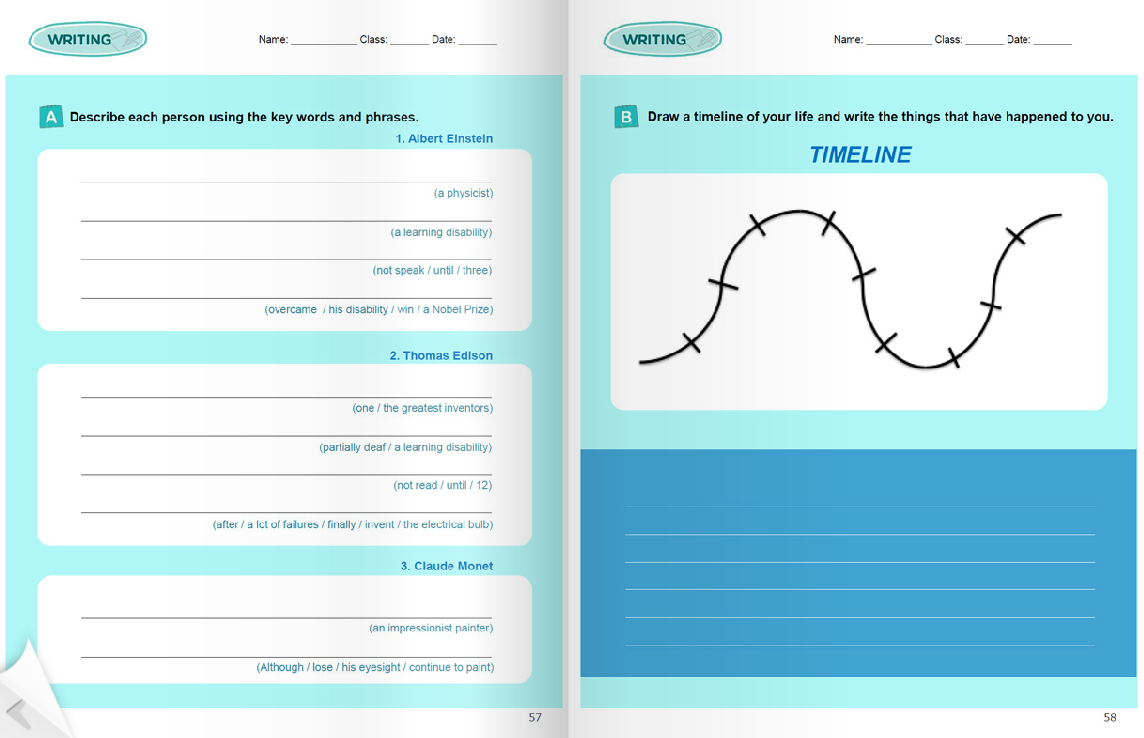 WRITING
Name: ___________ Class: _______ Date: _______
A Describe each person using the key words and phrases.
1. Albert Einstein
(a physicist)
(a learning disability)
(not speak / until / three)
(overcame / his disability / win / a Nobel Prize)
2. Thomas Edison
(one / the greatest inventors)
(partially deaf / a learning disability)
(not read / until / 12)
(after / a lot of failures / finally / invent / the electrical bulb)
3. Claude Monet
(an impressionist painter)
(Although / lose / his eyesight / continue to paint)
57
WRITING
Name: ___________ Class: _______ Date: _______
B Draw a timeline of your life and write the things that have happened to you.
TIMELINE
58